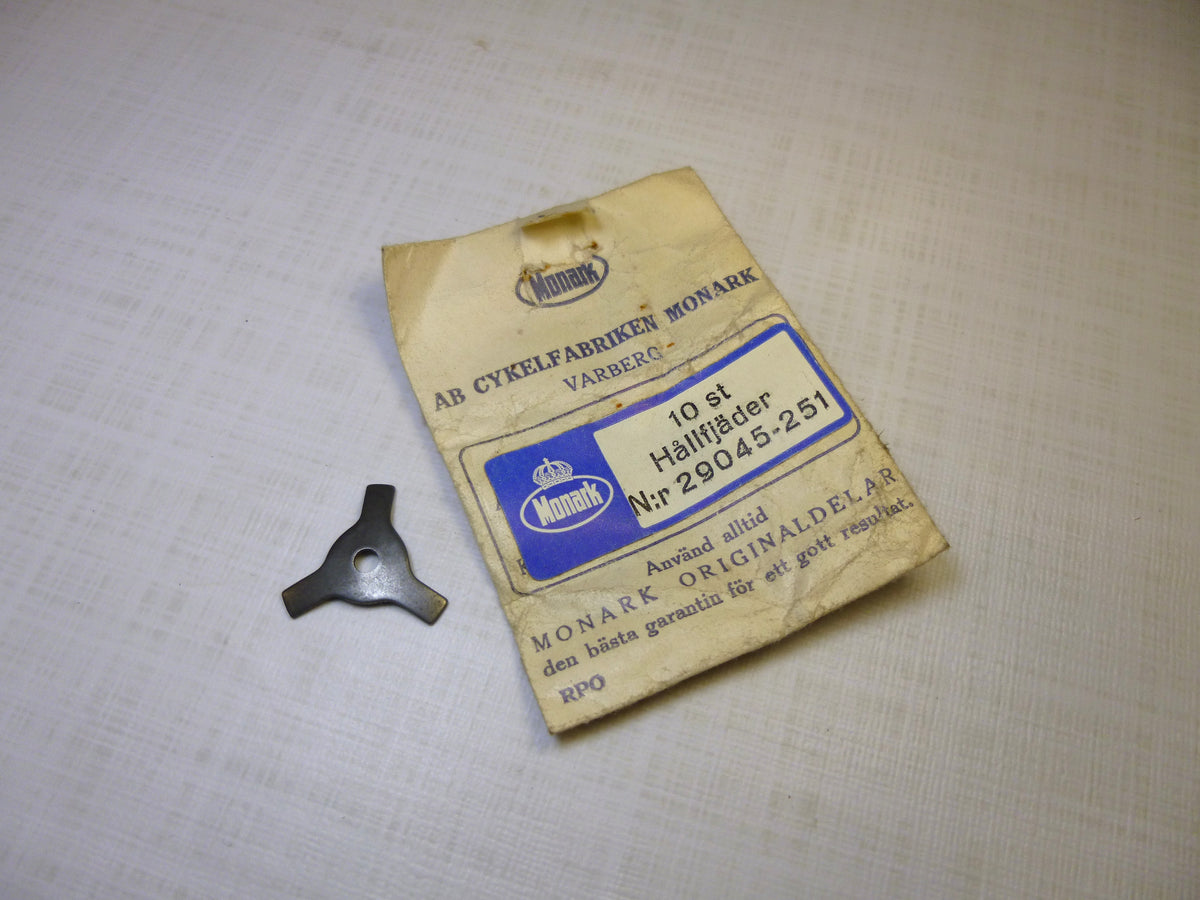 Monark
AB CYKELFABRIKEN MONARK
VARBERG
10 st
Hållfjäder
N:r 29045-251
Monark
Använd alltid
MONARK ORIGINALDELAR
den bästa garantin för ett gott resultat.
RPO